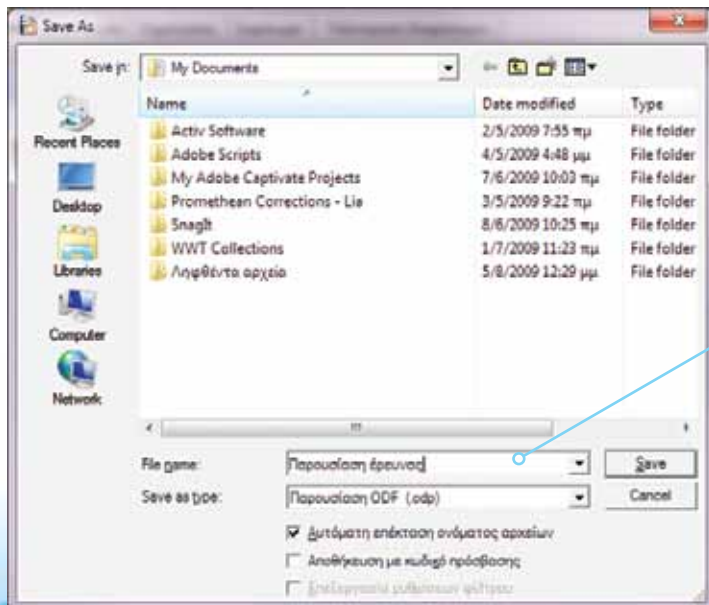 Save As
Save in: My Documents
Name Date modified Type
Recent Places
Desktop
Libraries
Computer
Network
Activ Software 2/5/2009 7:55 πμ File folder
Adobe Scripts 4/5/2009 4:48 μμ File folder
My Adobe Captivate Projects 7/6/2009 10:03 πμ File folder
Promethean Corrections - Lia 3/5/2009 9:22 πμ File folder
SnagIt 8/6/2009 10:25 πμ File folder
WWT Collections 1/7/2009 11:23 πμ File folder
Ληφθέντα αρχεία 5/8/2009 12:29 μμ File folder
File name: Παρουσίαση έρευνας Save
Save as type: Παρουσίαση ODF (.odp) Cancel
Αυτόματη επέκταση ονόματος αρχείων
Αποθήκευση με κωδικό πρόσβασης
Επεξεργασία ρυθμίσεων φίλτρου